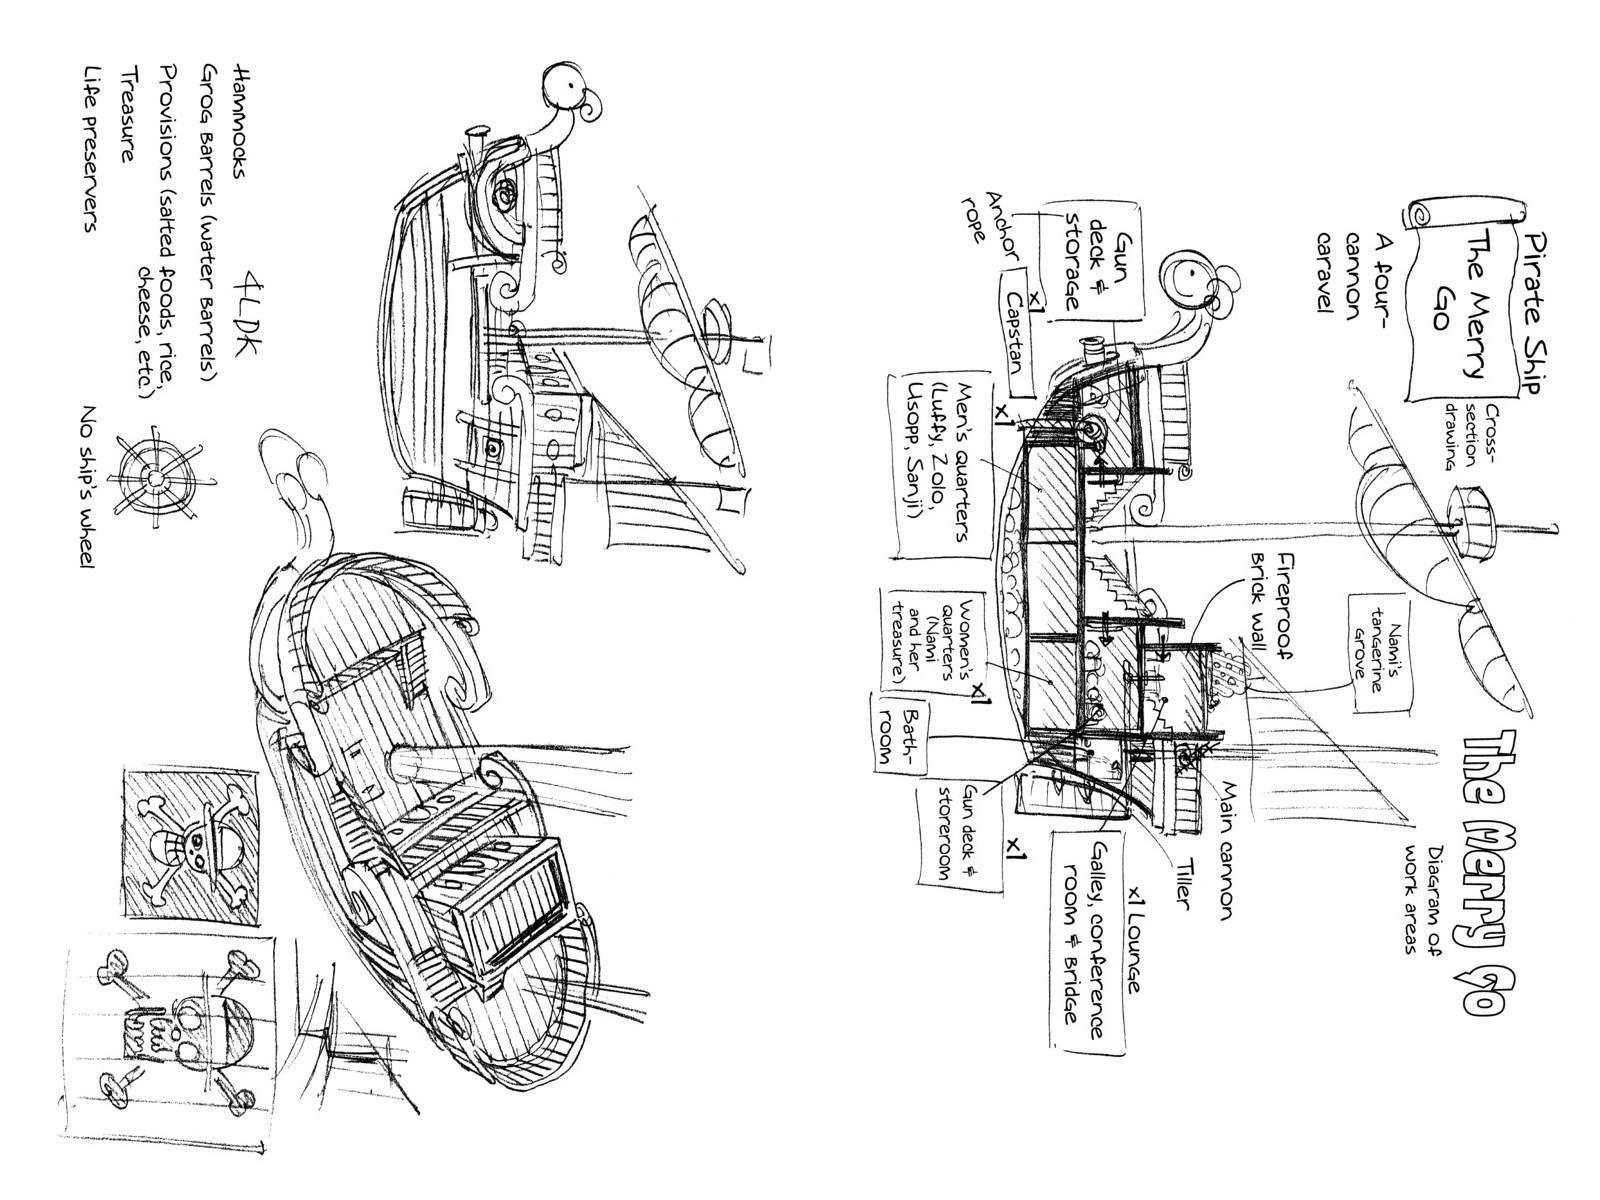 Pirate Ship
The Merry
Go
Cross-
section
drawing
A four-
cannon
caravel
The Merry Go
Diagram of
work areas
Nami's
tangerine
grove
Fireproof
brick wall
Main cannon
Tiller
x1 Lounge
Galley, conference
room & bridge
Gun
deck &
storage
x1
Anchor
rope
Capstan
x1
Men's quarters
(Luffy, Zolo,
Usopp, Sanji)
x1
Women's
quarters
(Nami
and her
treasure)
Bath-
room
x1
Gun deck &
storeroom
Hammocks
Grog barrels (water barrels)
Provisions (salted foods, rice,
cheese, etc.)
Treasure
Life preservers
4LDK
No ship's wheel